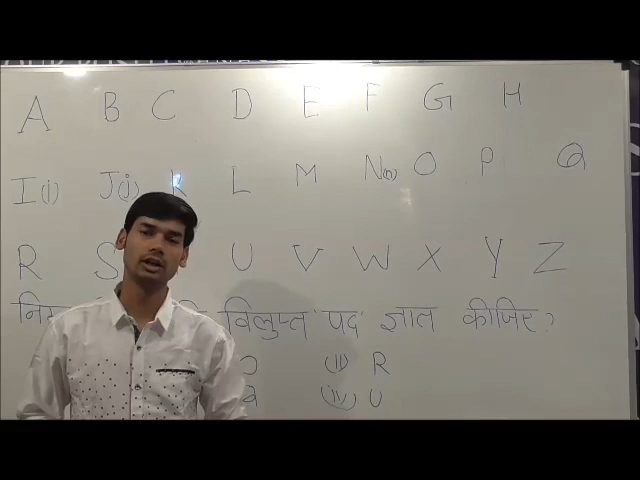 A B C D E F G H
I(i) J(j) K L M N(n) O P Q
R S U V W X Y Z
विलुप्त पद ज्ञात कीजिए?
(ii) R
(iv) U